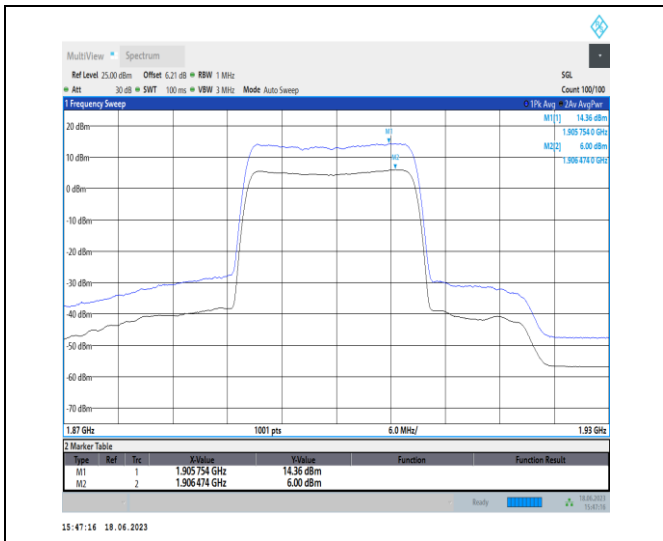 MultiView Spectrum
Ref Level 25.00 dBm Offset 6.21 dB RBW 1 MHz SGL
Att 30 dB SWT 100 ms VBW 3 MHz Mode Auto Sweep Count 100/100
1 Frequency Sweep 1Pk Avg 2Av AvgPwr
M1[1] 14.36 dBm
1.905 754 0 GHz
M2[2] 6.00 dBm
1.906 474 0 GHz
20 dBm
M1
M2
10 dBm
0 dBm
-10 dBm
-20 dBm
-30 dBm
-40 dBm
-50 dBm
-60 dBm
-70 dBm
1.87 GHz 1001 pts 6.0 MHz/ 1.93 GHz
2 Marker Table
Type Ref Trc X-Value Y-Value Function Function Result
M1 1 1.905 754 GHz 14.36 dBm
M2 2 1.906 474 GHz 6.00 dBm
Ready 18.06.2023
15:47:16
15:47:16 18.06.2023